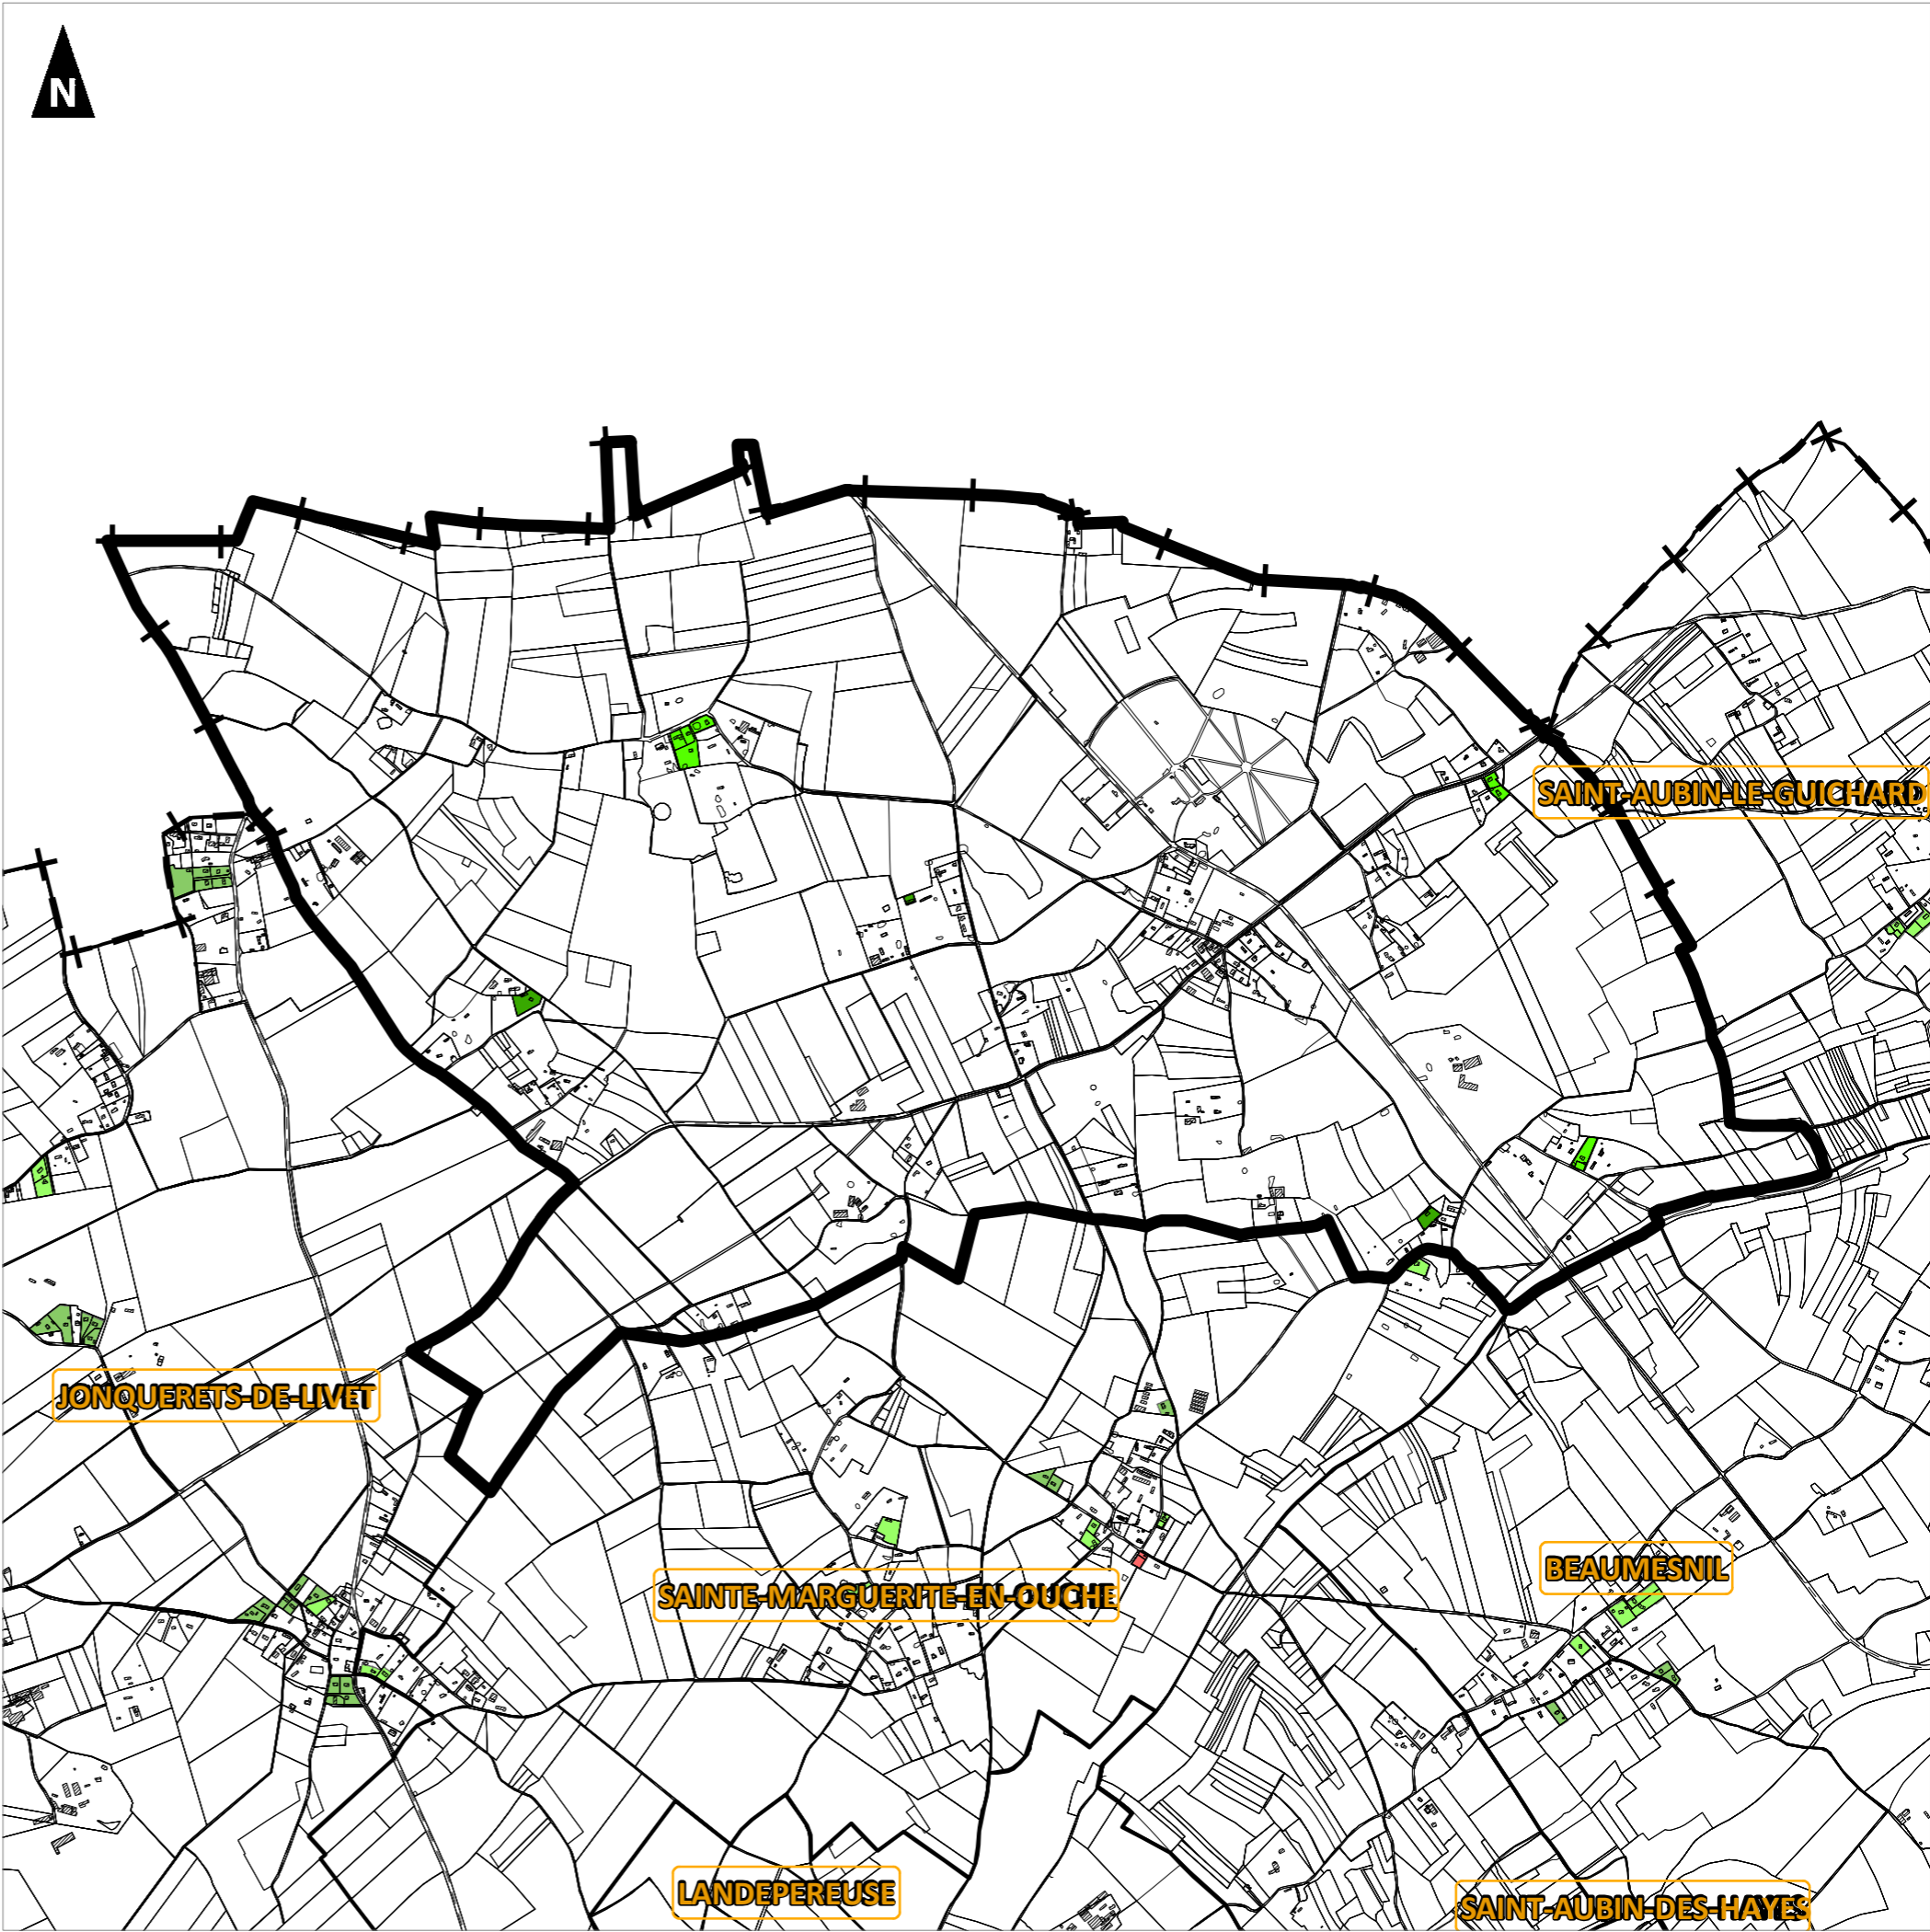 N
SAINT-AUBIN-LE-GUICHARD
JONQUERETS-DE-LIVET
BEAUMESNIL
SAINTE-MARGUERITE-EN-OUCHE
LANDEPEREUSE
SAINT-AUBIN-DES-HAYES